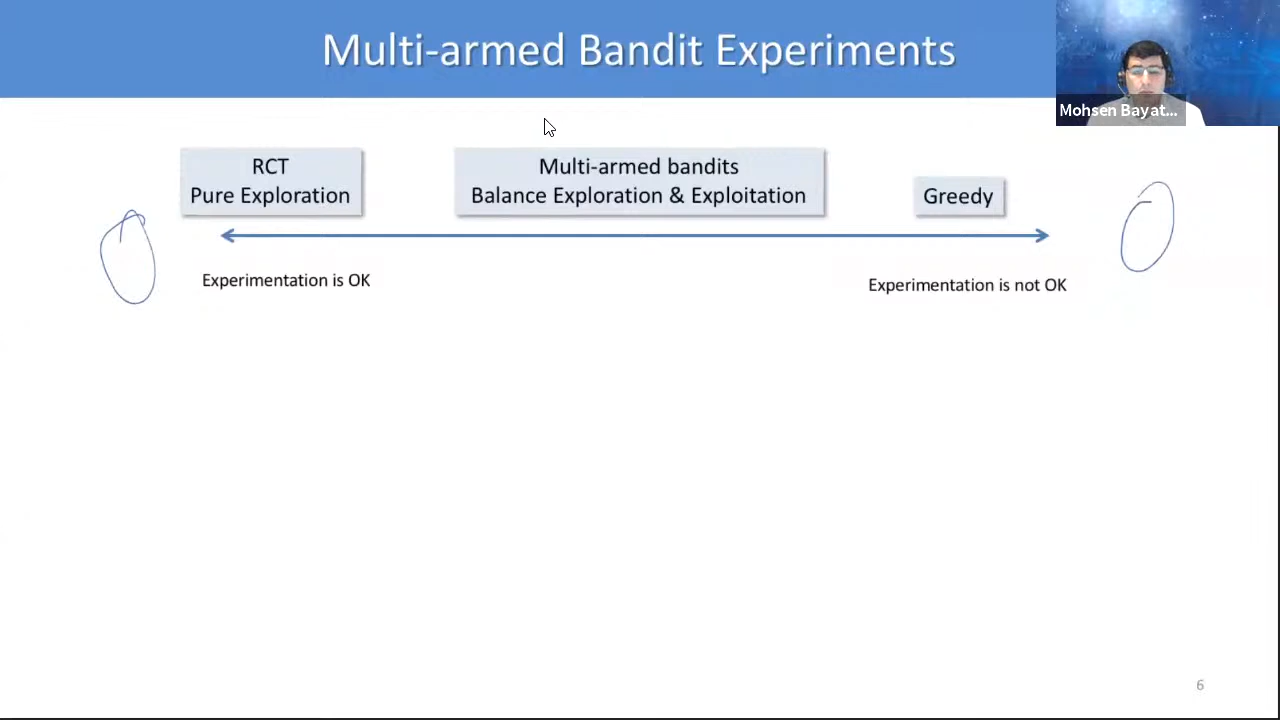 Multi-armed Bandit Experiments
Mohsen Bayat...
RCT
Pure Exploration
Multi-armed bandits
Balance Exploration & Exploitation
Greedy
Experimentation is OK
Experimentation is not OK
6